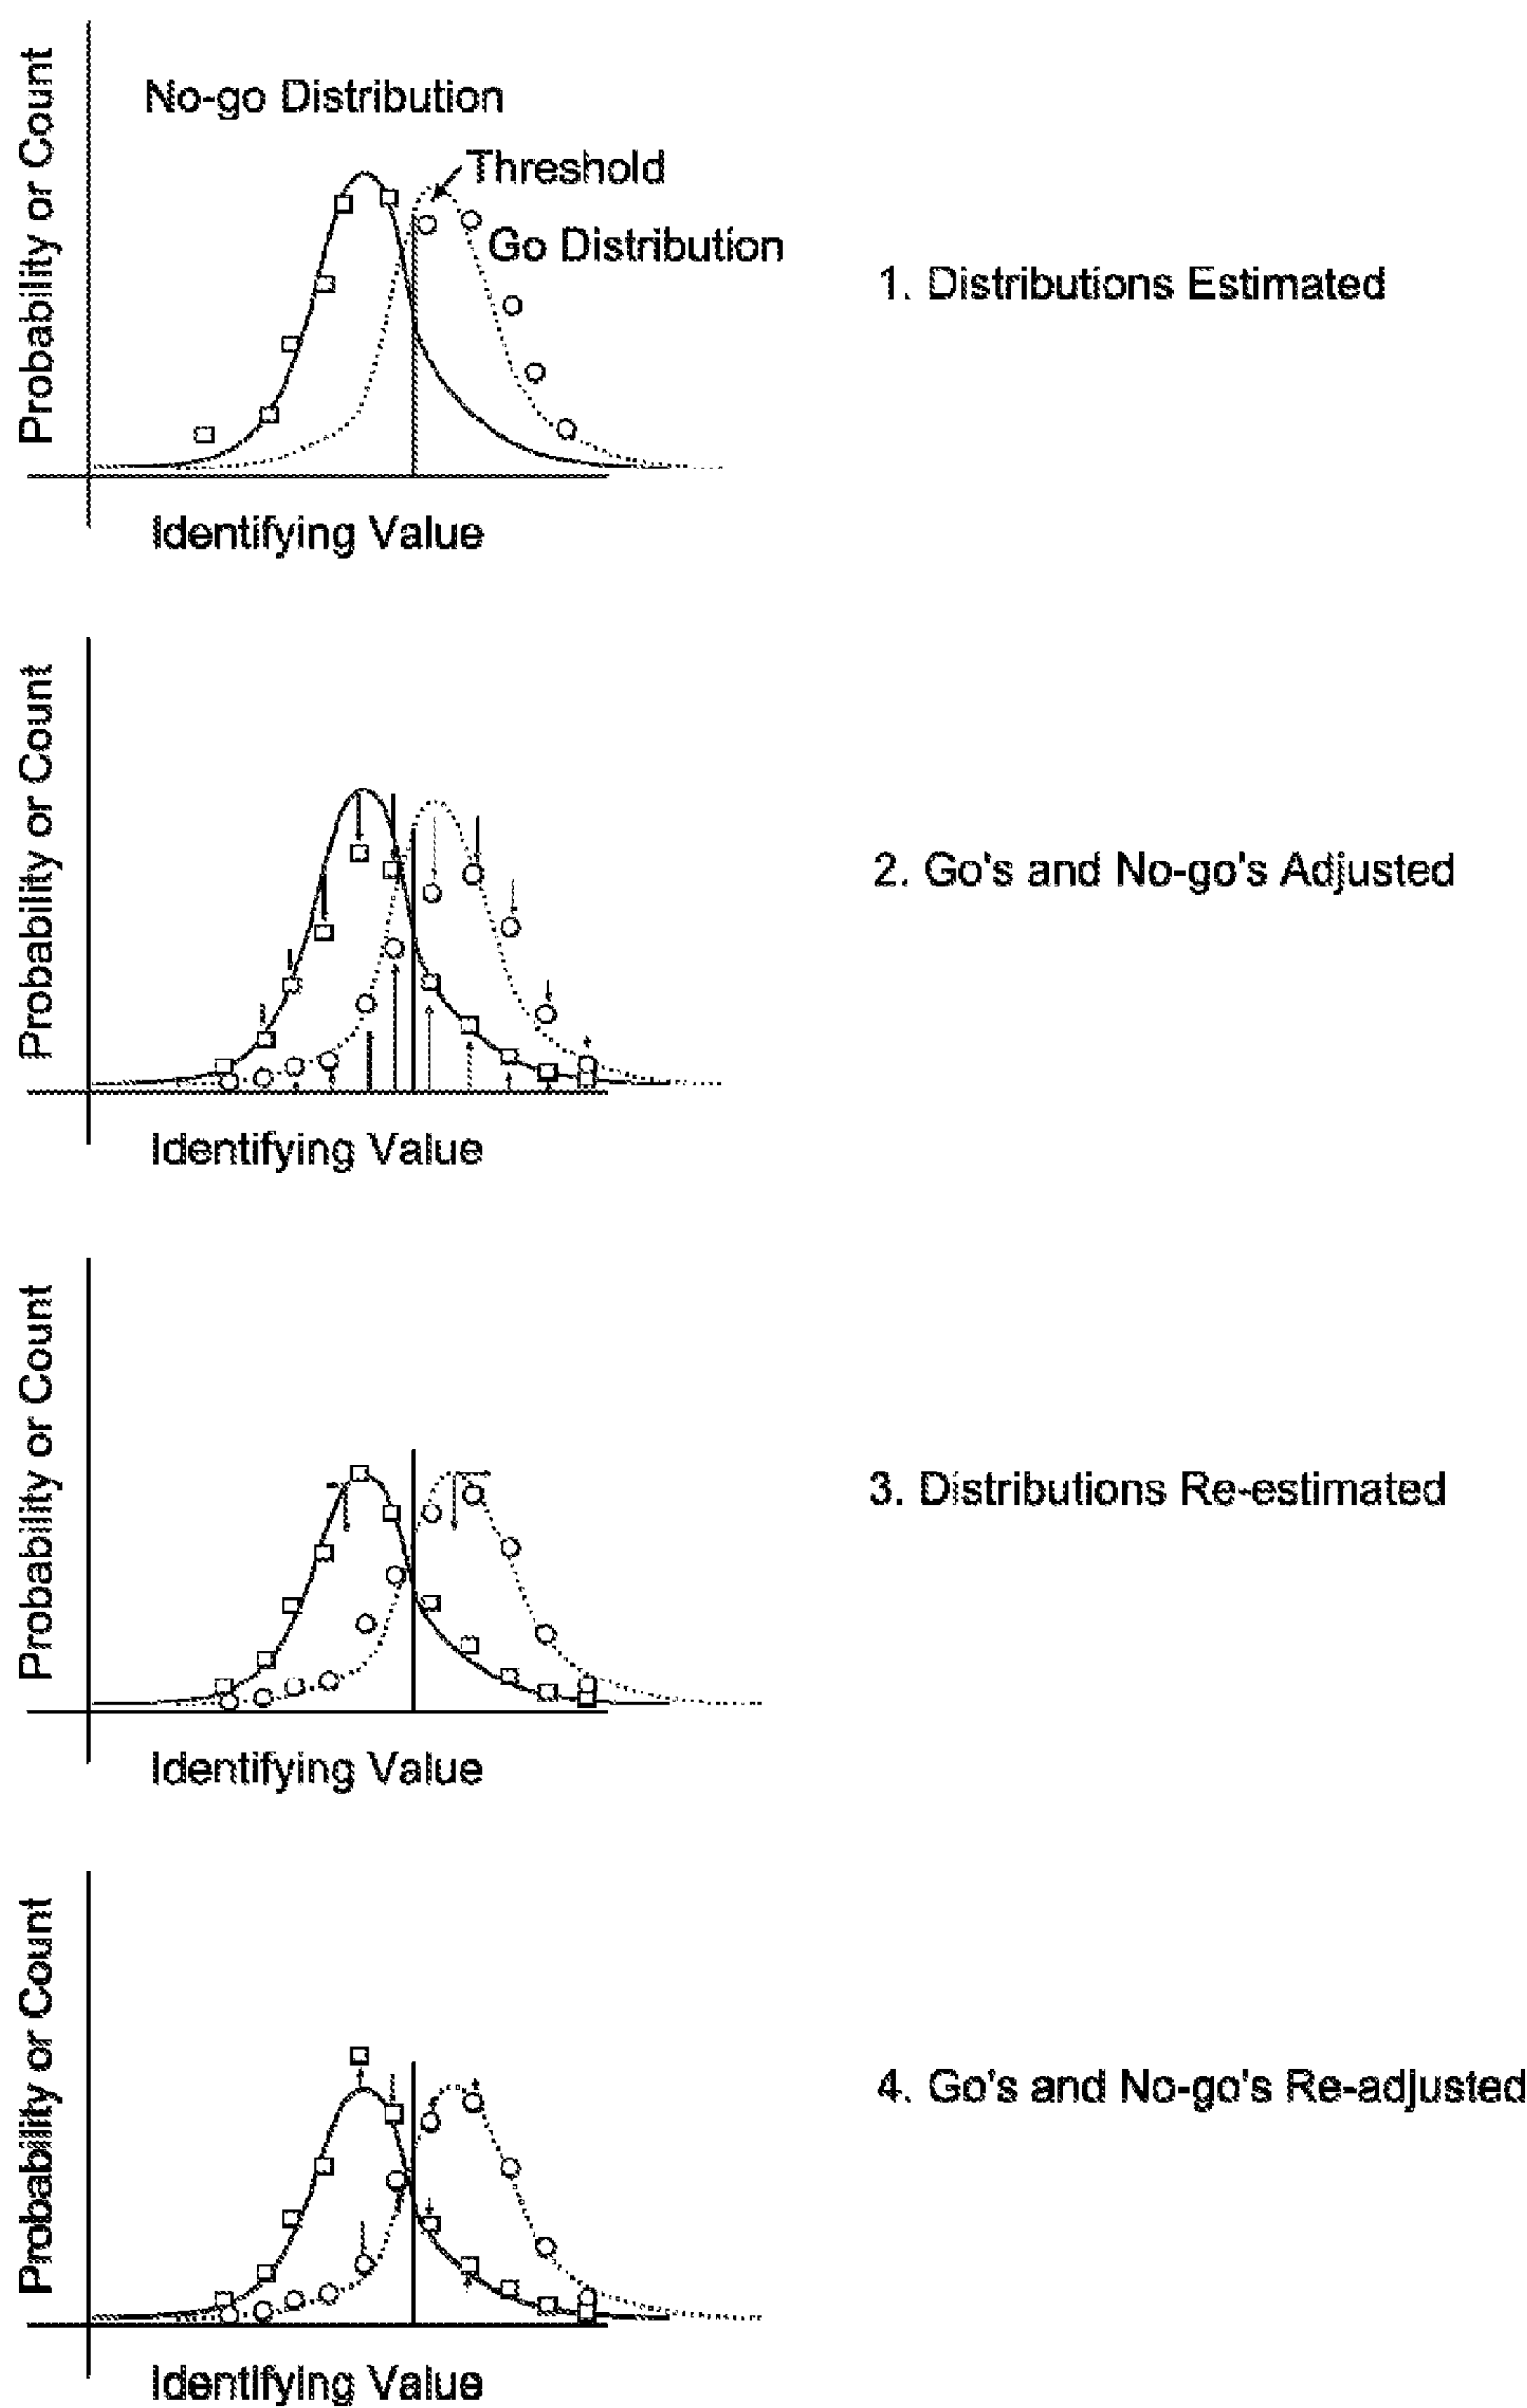 Probability or Count
No-go Distribution
Threshold
Go Distribution
Identifying Value
1. Distributions Estimated
Probability or Count
Identifying Value
2. Go's and No-go's Adjusted
Probability or Count
Identifying Value
3. Distributions Re-estimated
Probability or Count
Identifying Value
4. Go's and No-go's Re-adjusted